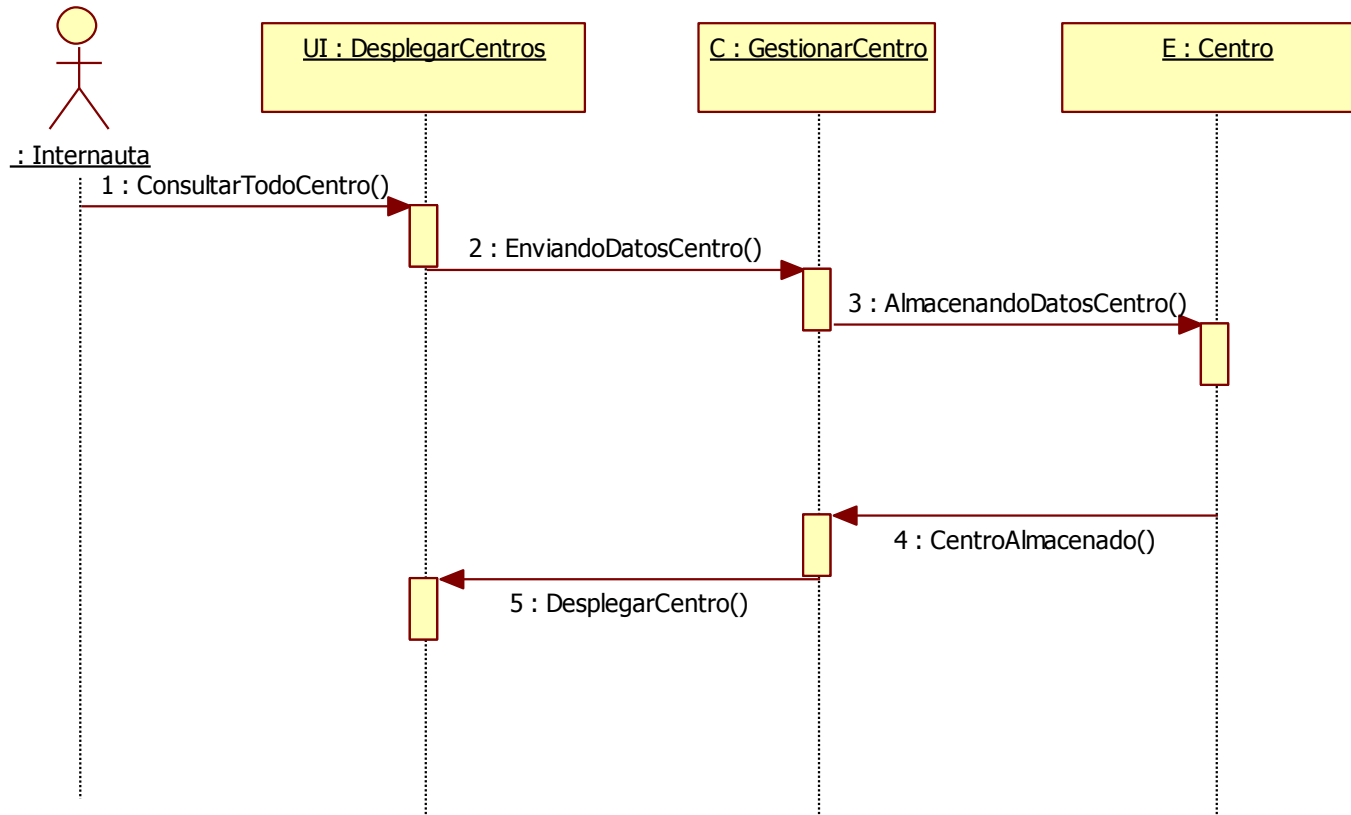 UI : DesplegarCentros
C : GestionarCentro
E : Centro
: Internauta
1 : ConsultarTodoCentro()
2 : EnviandoDatosCentro()
3 : AlmacenandoDatosCentro()
4 : CentroAlmacenado()
5 : DesplegarCentro()